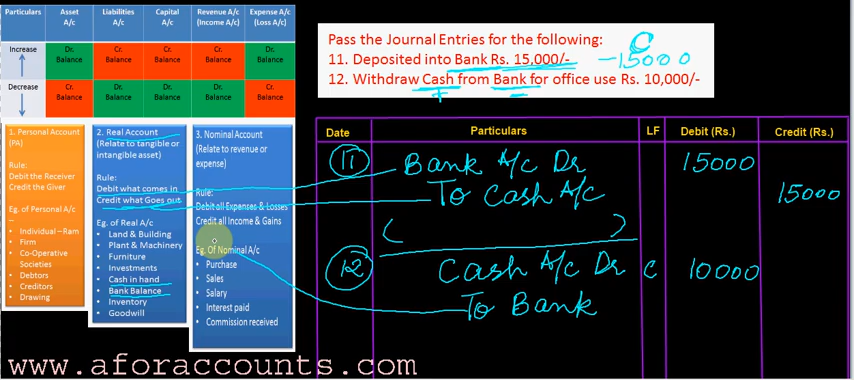 Particulars Asset A/c Liabilities A/c Capital A/c Revenue A/c (Income A/c) Expense A/c (Loss A/c)
Increase Dr. Balance Cr. Balance Cr. Balance Cr. Balance Dr. Balance
Decrease Cr. Balance Dr. Balance Dr. Balance Dr. Balance Cr. Balance
1. Personal Account
(PA)
Rule:
Debit the Receiver
Credit the Giver
Eg. of Personal A/c
–
• Individual –Ram
• Firm
• Co-Operative
Societies
• Debtors
• Creditors
• Drawing
2. Real Account
(Relate to tangible or
intangible asset)
Rule:
Debit what comes in
Credit what Goes out
Eg. of Real A/c
• Land & Building
• Plant & Machinery
• Furniture
• Investments
• Cash in hand
• Bank Balance
• Inventory
• Goodwill
3. Nominal Account
(Relate to revenue or
expense)
Rule:
Debit all Expenses & Losses
Credit all Income & Gains
Eg. Of Nominal A/c
• Purchase
• Sales
• Salary
• Interest paid
• Commission received
Pass the Journal Entries for the following: C
11. Deposited into Bank Rs. 15,000/- -15000
12. Withdraw Cash from Bank for office use Rs. 10,000/-
+ -
Date Particulars LF Debit (Rs.) Credit (Rs.)
11 Bank A/c Dr 15000
To Cash A/c 15000
( )
12 Cash A/c Dr C 10000
To Bank
www.aforaccounts.com